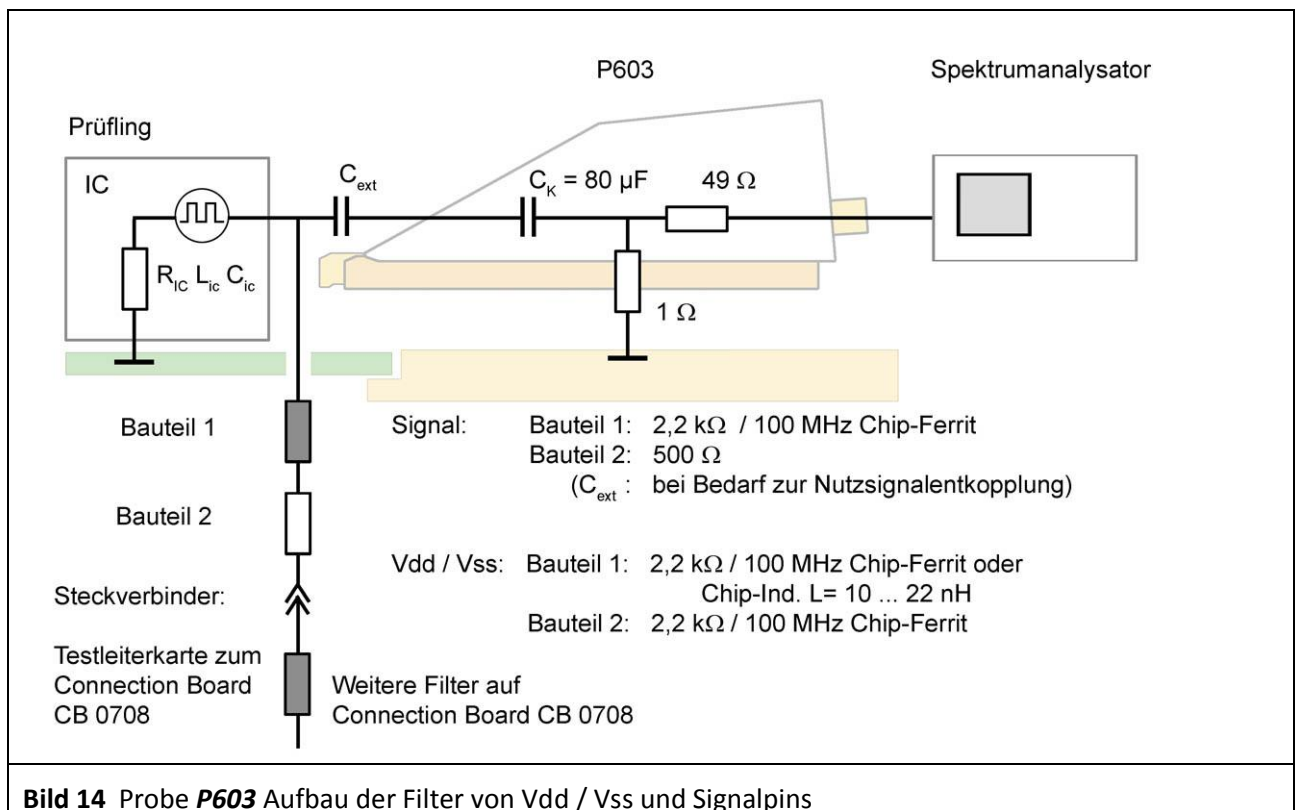 P603
Spektrumanalysator
Prüfling
IC
C_ext
C_K = 80 µF
49 Ω
R_IC L_ic C_ic
1 Ω
Bauteil 1
Signal: Bauteil 1: 2,2 kΩ / 100 MHz Chip-Ferrit
Bauteil 2: 500 Ω
(C_ext : bei Bedarf zur Nutzsignalentkopplung)
Bauteil 2
Vdd / Vss: Bauteil 1: 2,2 kΩ / 100 MHz Chip-Ferrit oder
Chip-Ind. L= 10 ... 22 nH
Bauteil 2: 2,2 kΩ / 100 MHz Chip-Ferrit
Steckverbinder:
Testleiterkarte zum
Connection Board
CB 0708
Weitere Filter auf
Connection Board CB 0708
Bild 14 Probe P603 Aufbau der Filter von Vdd / Vss und Signalpins